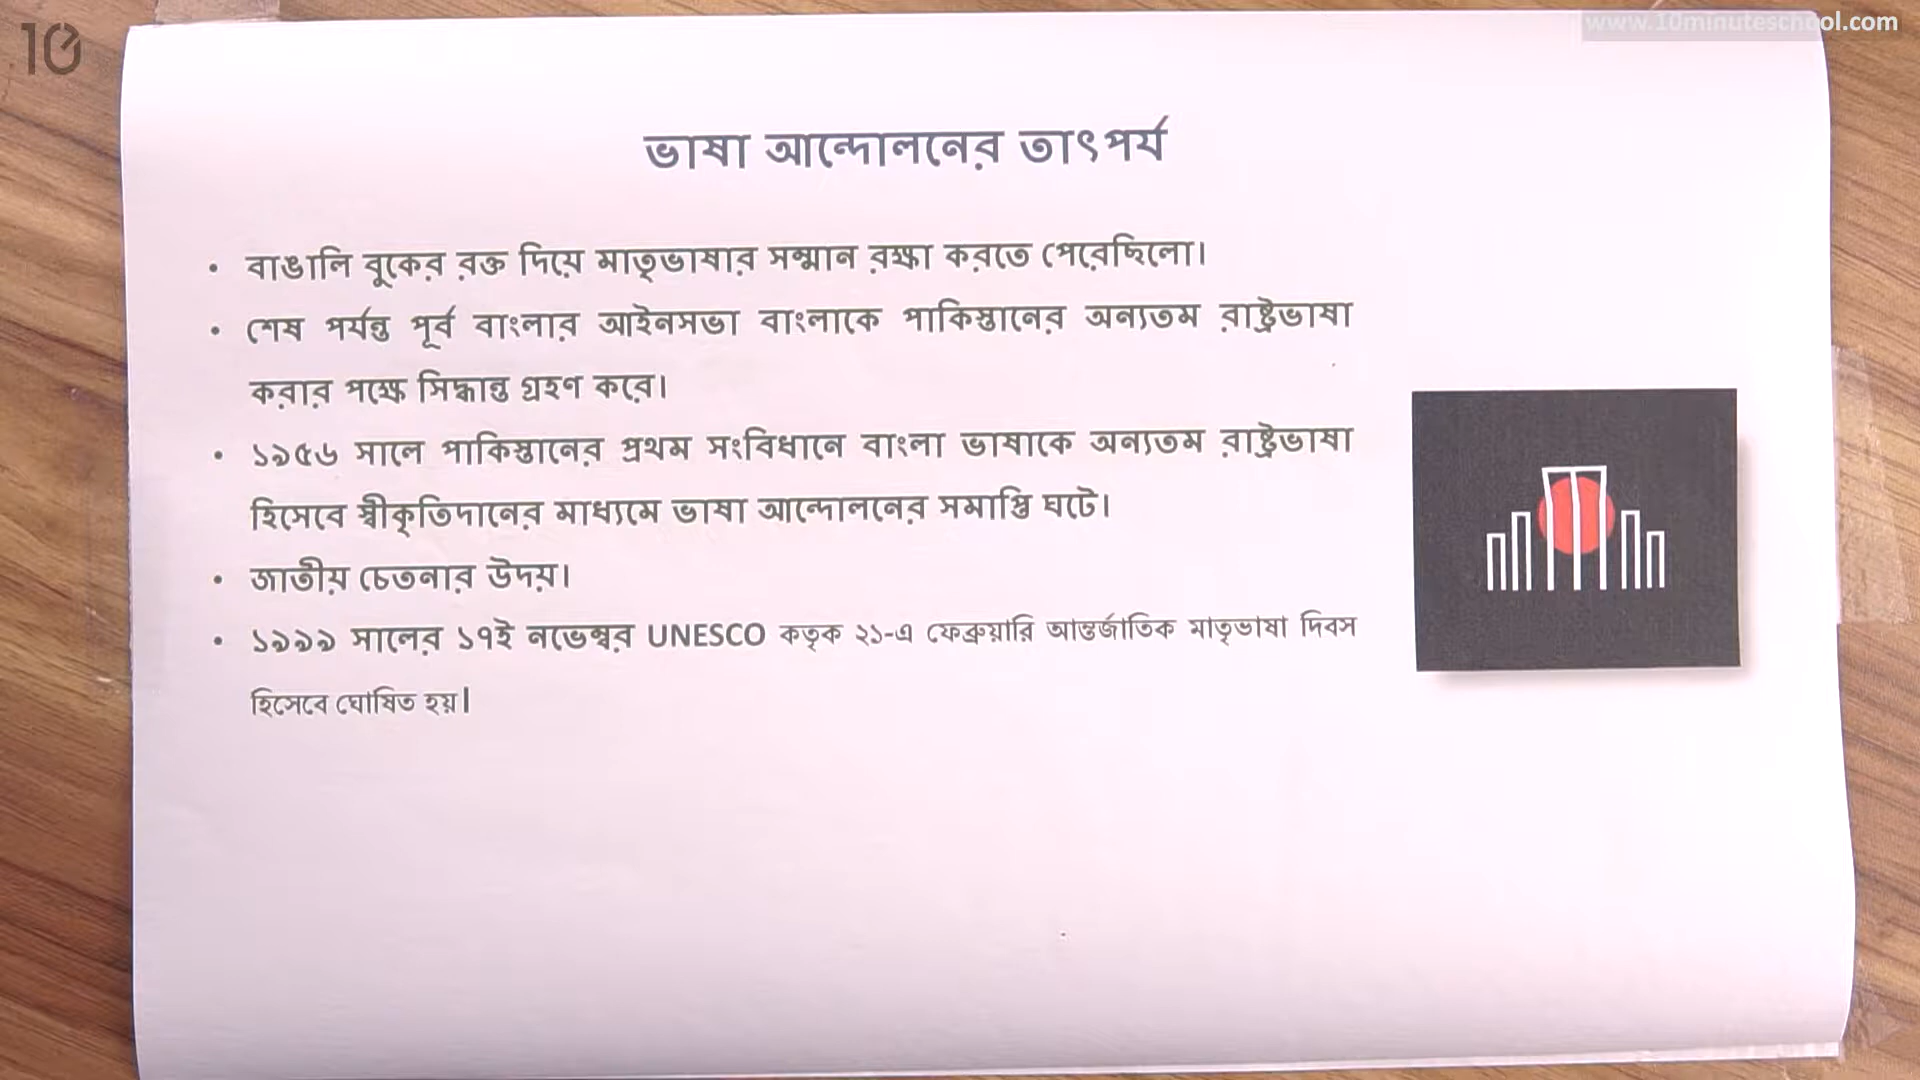 10
www.10minuteschool.com
ভাষা আন্দোলনের তাৎপর্য
• বাঙালি বুকের রক্ত দিয়ে মাতৃভাষার সম্মান রক্ষা করতে পেরেছিলো।
• শেষ পর্যন্ত পূর্ব বাংলার আইনসভা বাংলাকে পাকিস্তানের অন্যতম রাষ্ট্রভাষা
করার পক্ষে সিদ্ধান্ত গ্রহণ করে।
• ১৯৫৬ সালে পাকিস্তানের প্রথম সংবিধানে বাংলা ভাষাকে অন্যতম রাষ্ট্রভাষা
হিসেবে স্বীকৃতিদানের মাধ্যমে ভাষা আন্দোলনের সমাপ্তি ঘটে।
• জাতীয় চেতনার উদয়।
• ১৯৯৯ সালের ১৭ই নভেম্বর UNESCO কতৃক ২১-এ ফেব্রুয়ারি আন্তর্জাতিক মাতৃভাষা দিবস
হিসেবে ঘোষিত হয়।